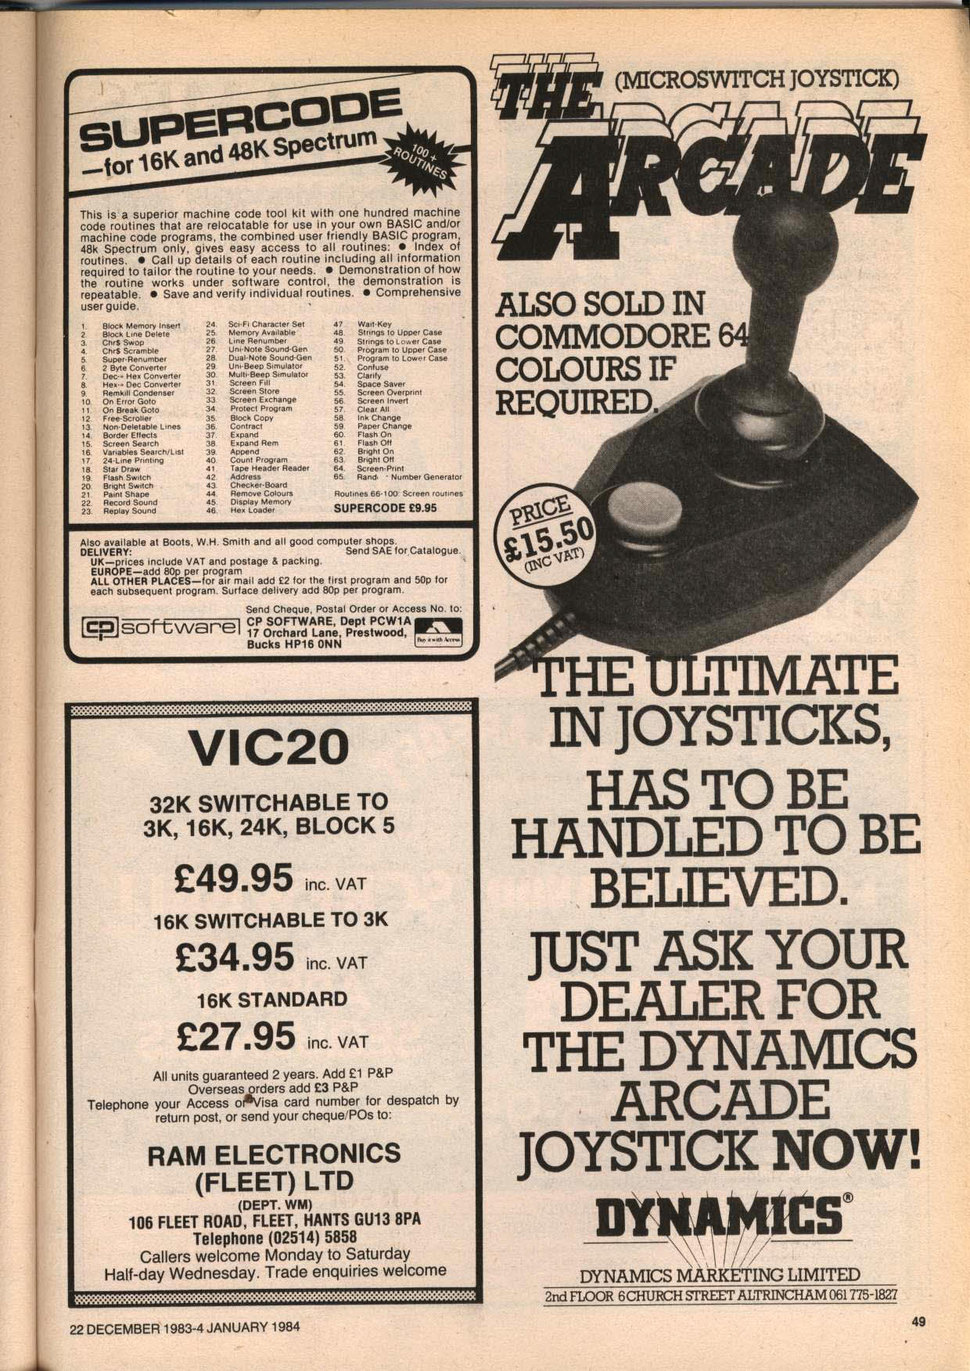 SUPERCODE
—for 16K and 48K Spectrum
100 +
ROUTINES
This is a superior machine code tool kit with one hundred machine
code routines that are relocatable for use in your own BASIC and/or
machine code programs, the combined user friendly BASIC program,
48k Spectrum only, gives easy access to all routines: ● Index of
routines. ● Call up details of each routine including all information
required to tailor the routine to your needs. ● Demonstration of how
the routine works under software control, the demonstration is
repeatable. ● Save and verify individual routines. ● Comprehensive
user guide.
1. Block Memory Insert
2. Block Line Delete
3. Chr$ Swop
4. Chr$ Scramble
5. Super-Renumber
6. 2 Byte Converter
7. Dec→ Hex Converter
8. Hex→ Dec Converter
9. Remkill Condenser
10. On Error Goto
11. On Break Goto
12. Free-Scroller
13. Non-Deletable Lines
14. Border Effects
15. Screen Search
16. Variables Search/List
17. 24-Line Printing
18. Star Draw
19. Flash Switch
20. Bright Switch
21. Paint Shape
22. Record Sound
23. Replay Sound
24. Sci-Fi Character Set
25. Memory Available
26. Line Renumber
27. Uni-Note Sound-Gen
28. Dual-Note Sound-Gen
29. Uni-Beep Simulator
30. Multi-Beep Simulator
31. Screen Fill
32. Screen Store
33. Screen Exchange
34. Protect Program
35. Block Copy
36. Contract
37. Expand
38. Expand Rem
39. Append
40. Count Program
41. Tape Header Reader
42. Address
43. Checker-Board
44. Remove Colours
45. Display Memory
46. Hex Loader
47. Wait-Key
48. Strings to Upper Case
49. Strings to Lower Case
50. Program to Upper Case
51. Program to Lower Case
52. Confuse
53. Clarify
54. Space Saver
55. Screen Overprint
56. Screen Invert
57. Clear All
58. Ink Change
59. Paper Change
60. Flash On
61. Flash Off
62. Bright On
63. Bright Off
64. Screen-Print
65. Rand Number Generator
Routines 66-100: Screen routines
SUPERCODE £9.95
Also available at Boots, W.H. Smith and all good computer shops.
DELIVERY: Send SAE for Catalogue.
UK—prices include VAT and postage & packing.
EUROPE—add 80p per program
ALL OTHER PLACES—for air mail add £2 for the first program and 50p for
each subsequent program. Surface delivery add 80p per program.
Send Cheque, Postal Order or Access No. to:
cp software
CP SOFTWARE, Dept PCW1A
17 Orchard Lane, Prestwood,
Bucks HP16 0NN
Buy it with Access
VIC20
32K SWITCHABLE TO
3K, 16K, 24K, BLOCK 5
£49.95 inc. VAT
16K SWITCHABLE TO 3K
£34.95 inc. VAT
16K STANDARD
£27.95 inc. VAT
All units guaranteed 2 years. Add £1 P&P
Overseas orders add £3 P&P
Telephone your Access or Visa card number for despatch by
return post, or send your cheque/POs to:
RAM ELECTRONICS
(FLEET) LTD
(DEPT. WM)
106 FLEET ROAD, FLEET, HANTS GU13 8PA
Telephone (02514) 5858
Callers welcome Monday to Saturday
Half-day Wednesday. Trade enquiries welcome
THE (MICROSWITCH JOYSTICK)
ARCADE
ALSO SOLD IN
COMMODORE 64
COLOURS IF
REQUIRED.
PRICE
£15.50
(INC VAT)
THE ULTIMATE
IN JOYSTICKS,
HAS TO BE
HANDLED TO BE
BELIEVED.
JUST ASK YOUR
DEALER FOR
THE DYNAMICS
ARCADE
JOYSTICK NOW!
DYNAMICS®
DYNAMICS MARKETING LIMITED
2nd FLOOR 6 CHURCH STREET ALTRINCHAM 061 775-1827
22 DECEMBER 1983-4 JANUARY 1984
49